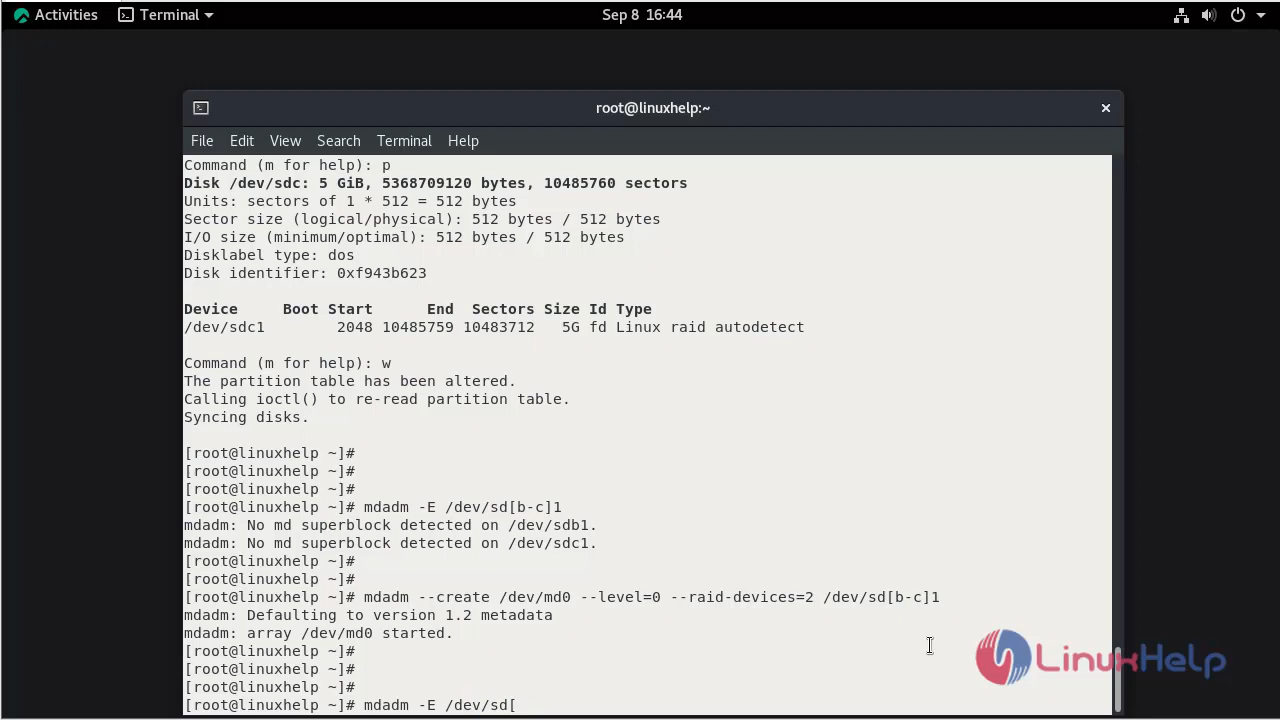 Activities Terminal Sep 8 16:44
root@linuxhelp:~ ×
File Edit View Search Terminal Help
Command (m for help): p
Disk /dev/sdc: 5 GiB, 5368709120 bytes, 10485760 sectors
Units: sectors of 1 * 512 = 512 bytes
Sector size (logical/physical): 512 bytes / 512 bytes
I/O size (minimum/optimal): 512 bytes / 512 bytes
Disklabel type: dos
Disk identifier: 0xf943b623
Device     Boot Start      End  Sectors Size Id Type
/dev/sdc1        2048 10485759 10483712   5G fd Linux raid autodetect
Command (m for help): w
The partition table has been altered.
Calling ioctl() to re-read partition table.
Syncing disks.
[root@linuxhelp ~]#
[root@linuxhelp ~]#
[root@linuxhelp ~]#
[root@linuxhelp ~]# mdadm -E /dev/sd[b-c]1
mdadm: No md superblock detected on /dev/sdb1.
mdadm: No md superblock detected on /dev/sdc1.
[root@linuxhelp ~]#
[root@linuxhelp ~]#
[root@linuxhelp ~]# mdadm --create /dev/md0 --level=0 --raid-devices=2 /dev/sd[b-c]1
mdadm: Defaulting to version 1.2 metadata
mdadm: array /dev/md0 started.
[root@linuxhelp ~]#
[root@linuxhelp ~]#
[root@linuxhelp ~]#
[root@linuxhelp ~]# mdadm -E /dev/sd[
LinuxHelp